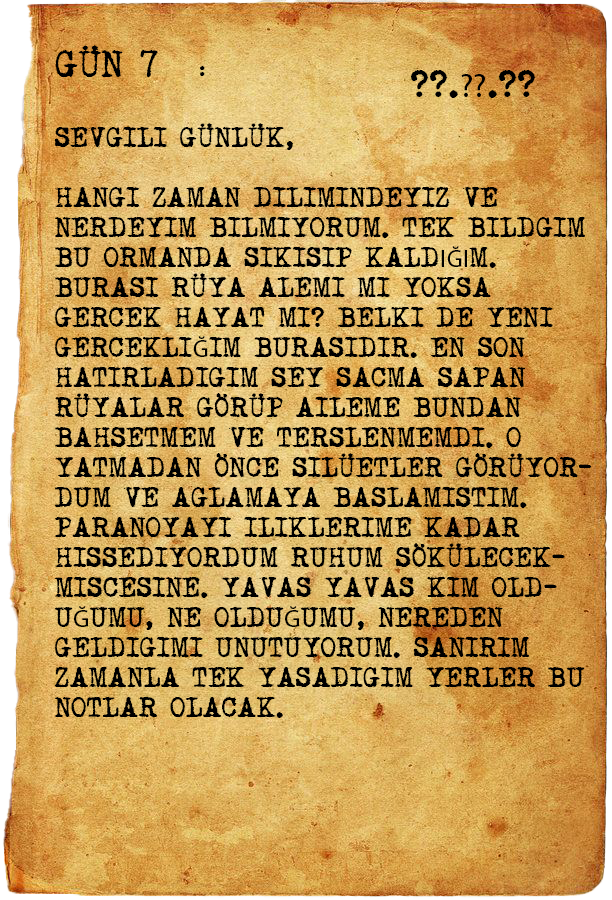 GÜN 7 : ??.??.??
SEVGILI GÜNLÜK,
HANGI ZAMAN DILIMINDEYIZ VE
NERDEYIM BILMIYORUM. TEK BILDGIM
BU ORMANDA SIKISIP KALDIĞIM.
BURASI RÜYA ALEMI MI YOKSA
GERCEK HAYAT MI? BELKI DE YENI
GERCEKLIĞIM BURASIDIR. EN SON
HATIRLADIGIM SEY SACMA SAPAN
RÜYALAR GÖRÜP AILEME BUNDAN
BAHSETMEM VE TERSLENMEMDI. O
YATMADAN ÖNCE SILÜETLER GÖRÜYOR-
DUM VE AGLAMAYA BASLAMISTIM.
PARANOYAYI ILIKLERIME KADAR
HISSEDIYORDUM RUHUM SÖKÜLECEK-
MISCESINE. YAVAS YAVAS KIM OLD-
UĞUMU, NE OLDUĞUMU, NEREDEN
GELDIGIMI UNUTUYORUM. SANIRIM
ZAMANLA TEK YASADIGIM YERLER BU
NOTLAR OLACAK.